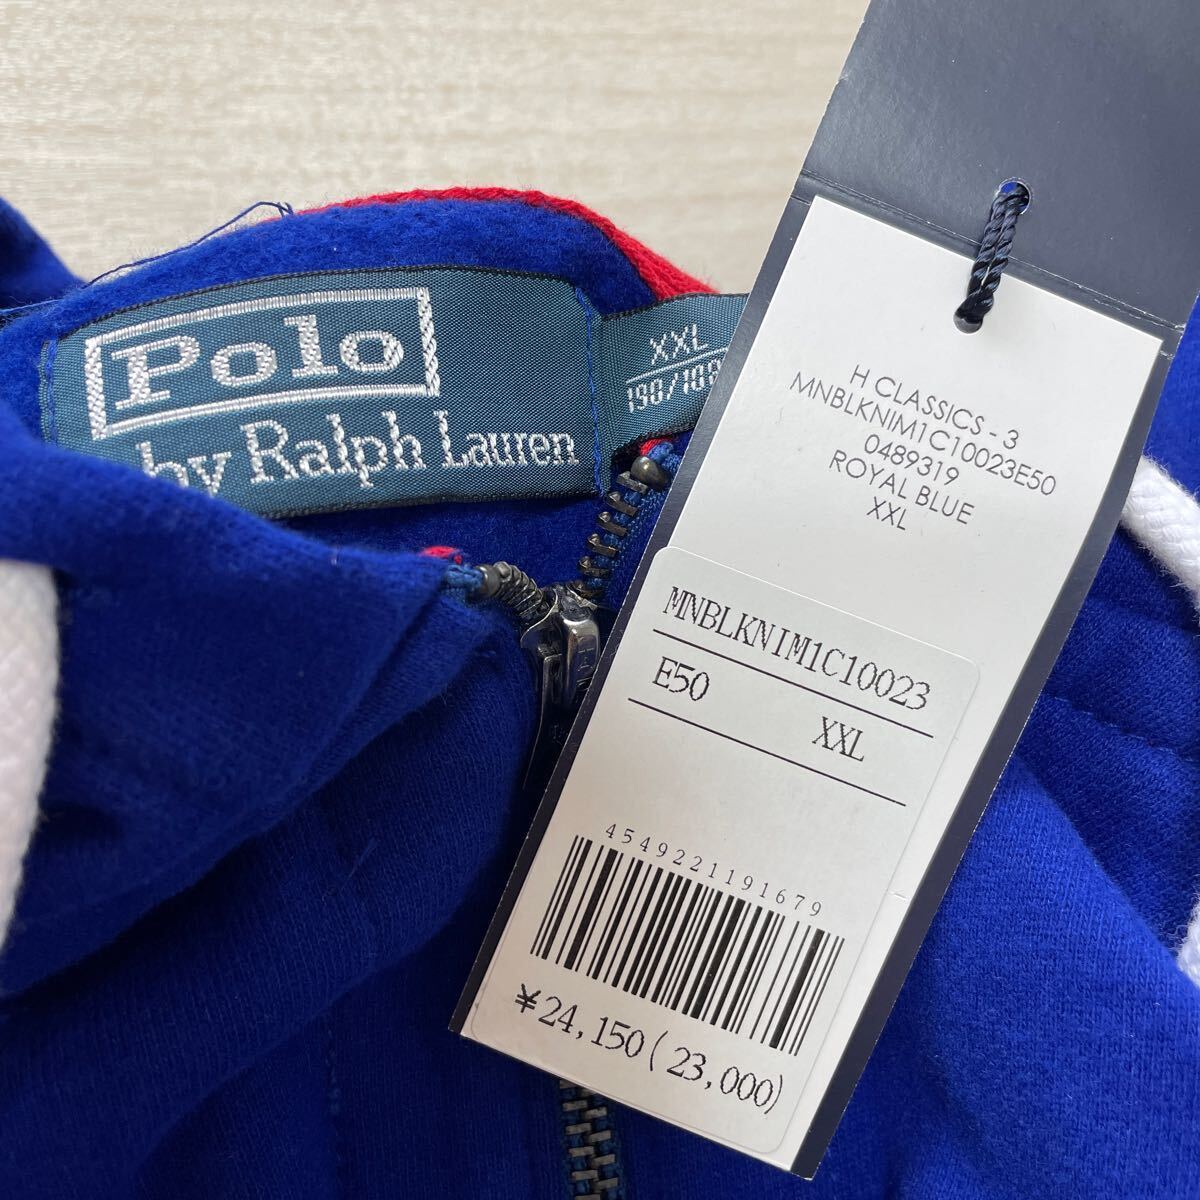 Polo
by Ralph Lauren
XXL
H CLASSICS - 3
MNBLKNIM1C10023E50
0489319
ROYAL BLUE
XXL
MNBLKNIM1C10023
E50 XXL
4549221191679
¥24,150(23,000)